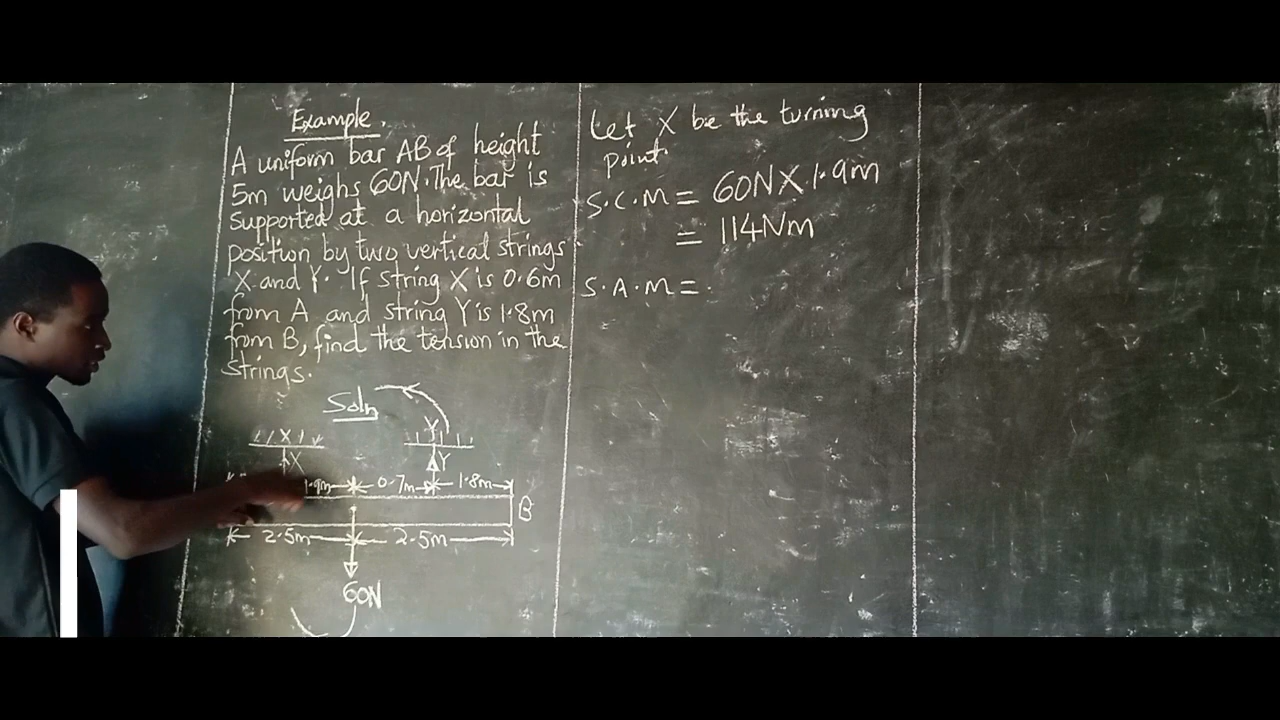 Example.
A uniform bar AB of height
5m weighs 60N. The bar is
supported at a horizontal
position by two vertical strings
X and Y. If string X is 0.6m
from A and string Y is 1.8m
from B, find the tension in the
strings.
Soln
X Y
X Y
1.9m 0.7m 1.8m
B
2.5m 2.5m
60N
Let X be the turning
point.
S.C.M = 60N X 1.9m
= 114Nm
S.A.M =